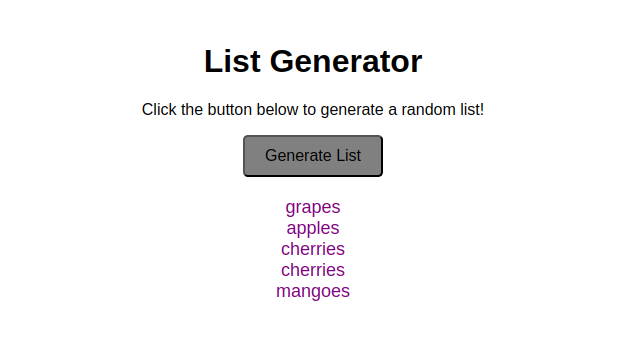 List Generator
Click the button below to generate a random list!
Generate List
grapes
apples
cherries
cherries
mangoes